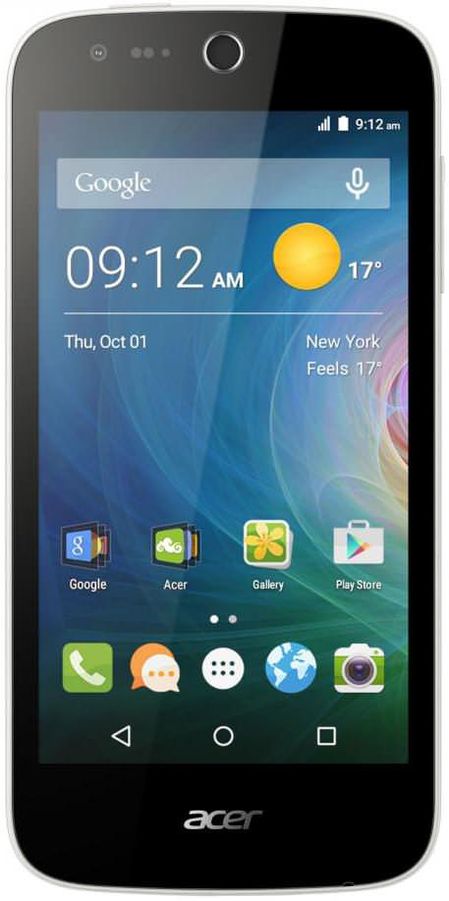 9:12 am
Google
09:12 AM
17°
Thu, Oct 01
New York
Feels 17°
g
Google
Acer
Gallery
Play Store
acer